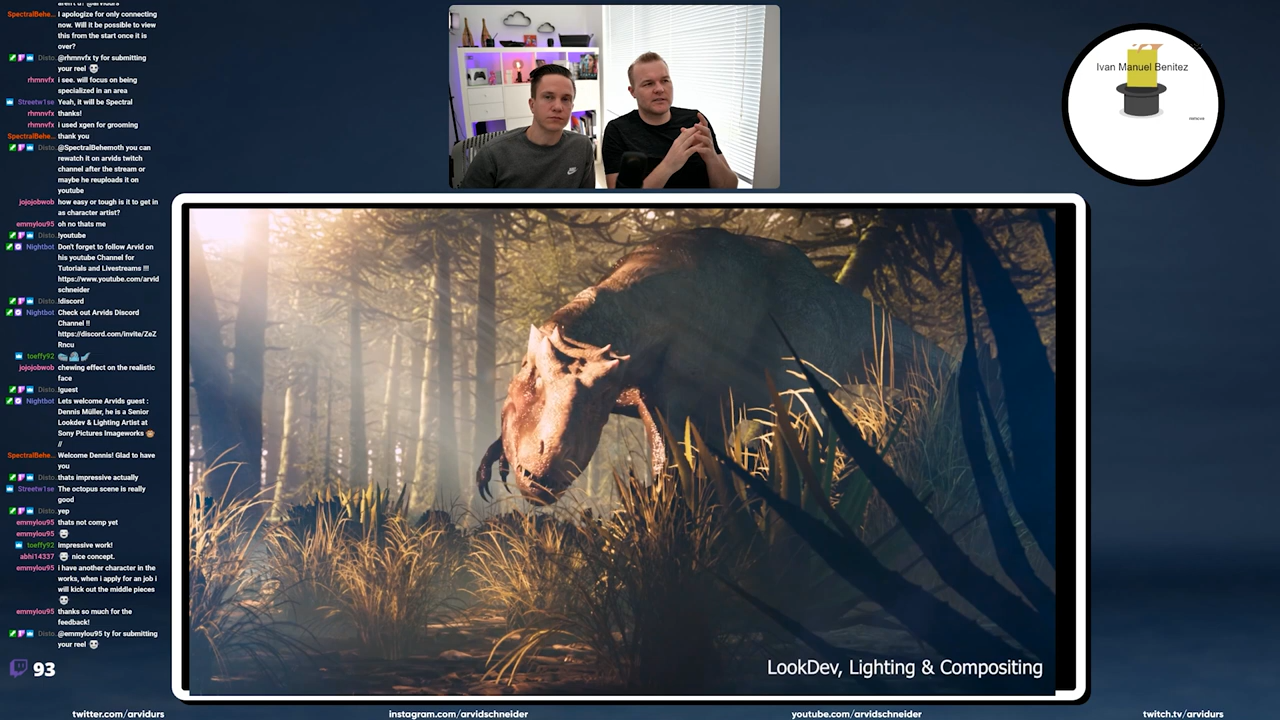 SpectralBehe... I apologize for only connecting
now. Will it be possible to view
this from the start once it is
over?
Disto. @rhmnvfx ty for submitting
your reel
rhmnvfx i see. will focus on being
specialized in an area
Streetw1se Yeah, it will be Spectral
rhmnvfx thanks!
rhmnvfx i used xgen for grooming
SpectralBehe... thank you
Disto. @SpectralBehemoth you can
rewatch it on arvids twitch
channel after the stream or
maybe he reuploads it on
youtube
jojojobwob how easy or tough is it to get in
as character artist?
emmylou95 oh no thats me
Disto. !youtube
Nightbot Don't forget to follow Arvid on
his youtube Channel for
Tutorials and Livestreams !!!
https://www.youtube.com/arvid
schneider
Disto. !discord
Nightbot Check out Arvids Discord
Channel !!
https://discord.com/invite/ZeZ
Rncu
toeffy92
jojojobwob chewing effect on the realistic
face
Disto. !guest
Nightbot Lets welcome Arvids guest :
Dennis Müller, he is a Senior
Lookdev & Lighting Artist at
Sony Pictures Imageworks
//
SpectralBehe... Welcome Dennis! Glad to have
you
Disto. thats impressive actually
Streetw1se The octopus scene is really
good
Disto. yep
emmylou95 thats not comp yet
emmylou95
toeffy92 impressive work!
abhi14337 nice concept.
emmylou95 i have another character in the
works, when i apply for an job i
will kick out the middle pieces
emmylou95 thanks so much for the
feedback!
Disto. @emmylou95 ty for submitting
your reel
93
Ivan Manuel Benitez
LookDev, Lighting & Compositing
twitter.com/arvidurs
instagram.com/arvidschneider
youtube.com/arvidschneider
twitch.tv/arvidurs